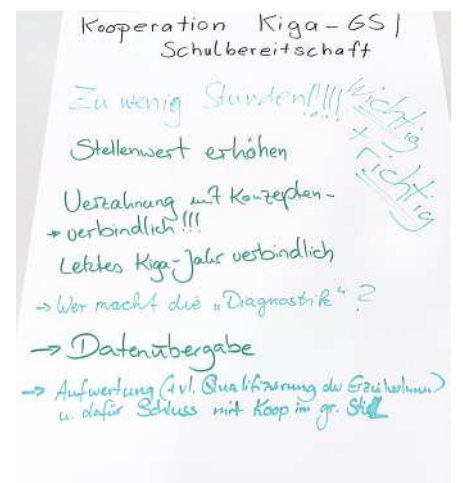 Kooperation Kiga-GS /
Schulbereitschaft
Zu wenig Stunden!!!!!
Wichtig
+
richtig
Stellenwert erhöhen
Verzahnung mit Konzepten-
→ verbindlich!!!
Letztes Kiga-Jahr verbindlich
→ Wer macht die „Diagnostik"?
→ Datenübergabe
→ Aufwertung (evl. Qualifizierung der ErzieherInnen)
u. dafür Schluss mit Koop im gr. Stil